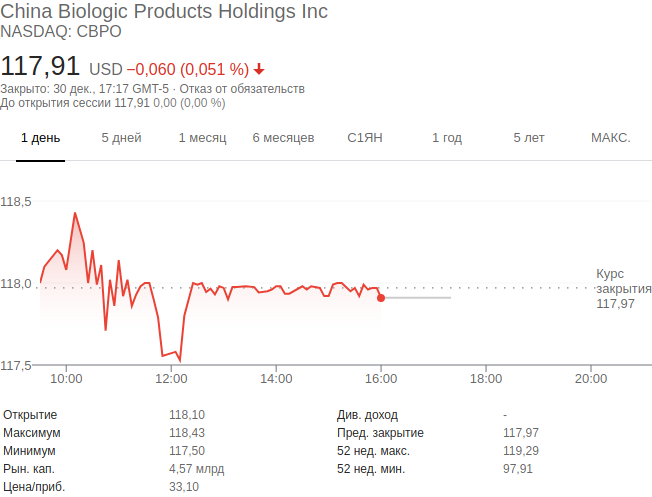 China Biologic Products Holdings Inc
NASDAQ: CBPO
117,91 USD −0,060 (0,051 %)
Закрыто: 30 дек., 17:17 GMT-5 · Отказ от обязательств
До открытия сессии 117,91 0,00 (0,00 %)
1 день 5 дней 1 месяц 6 месяцев С1ЯН 1 год 5 лет МАКС.
118,5
118,0
117,5
Курс
закрытия
117,97
10:00 12:00 14:00 16:00 18:00 20:00
Открытие 118,10 Див. доход -
Максимум 118,43 Пред. закрытие 117,97
Минимум 117,50 52 нед. макс. 119,29
Рын. кап. 4,57 млрд 52 нед. мин. 97,91
Цена/приб. 33,10